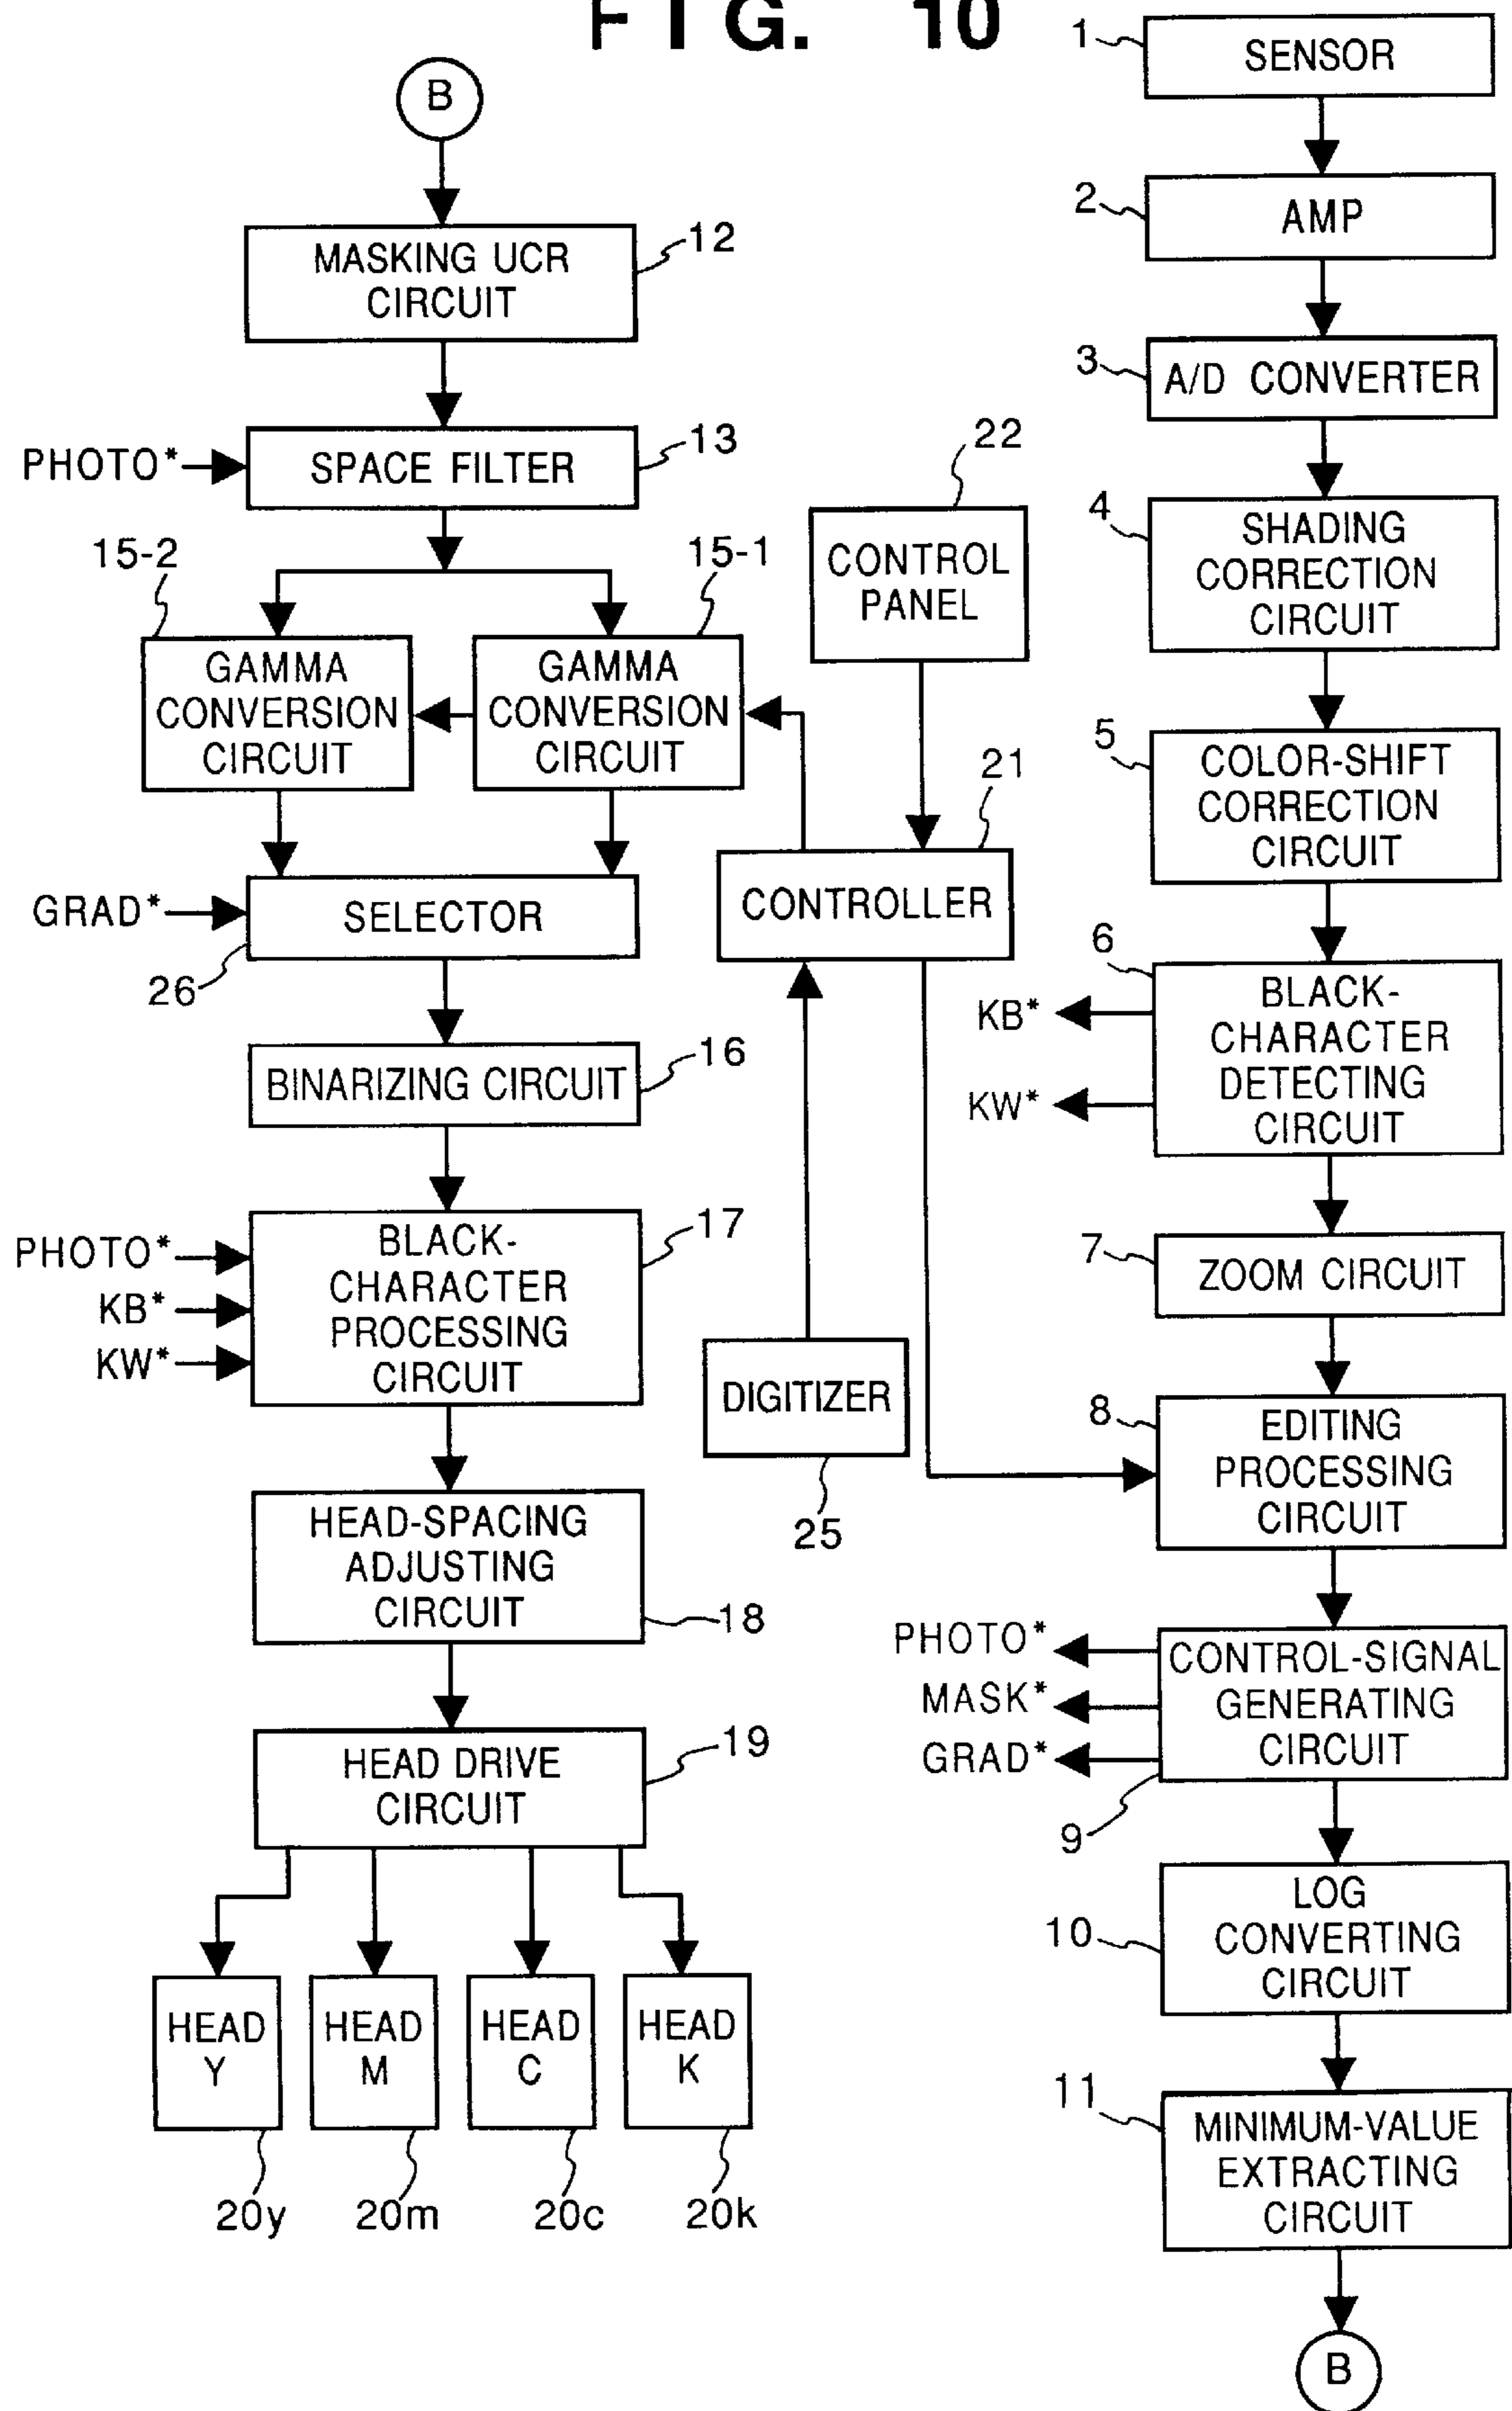 FIG. 10
B
12
MASKING UCR
CIRCUIT
PHOTO*
SPACE FILTER
13
15-2
15-1
GAMMA
CONVERSION
CIRCUIT
GAMMA
CONVERSION
CIRCUIT
GRAD*
SELECTOR
26
BINARIZING CIRCUIT
16
PHOTO*
KB*
KW*
BLACK-
CHARACTER
PROCESSING
CIRCUIT
17
HEAD-SPACING
ADJUSTING
CIRCUIT
18
HEAD DRIVE
CIRCUIT
19
HEAD
Y
HEAD
M
HEAD
C
HEAD
K
20y
20m
20c
20k
22
CONTROL
PANEL
21
CONTROLLER
DIGITIZER
25
1
SENSOR
2
AMP
3
A/D CONVERTER
4
SHADING
CORRECTION
CIRCUIT
5
COLOR-SHIFT
CORRECTION
CIRCUIT
6
BLACK-
CHARACTER
DETECTING
CIRCUIT
KB*
KW*
7
ZOOM CIRCUIT
8
EDITING
PROCESSING
CIRCUIT
PHOTO*
MASK*
GRAD*
CONTROL-SIGNAL
GENERATING
CIRCUIT
9
LOG
CONVERTING
CIRCUIT
10
11
MINIMUM-VALUE
EXTRACTING
CIRCUIT
B